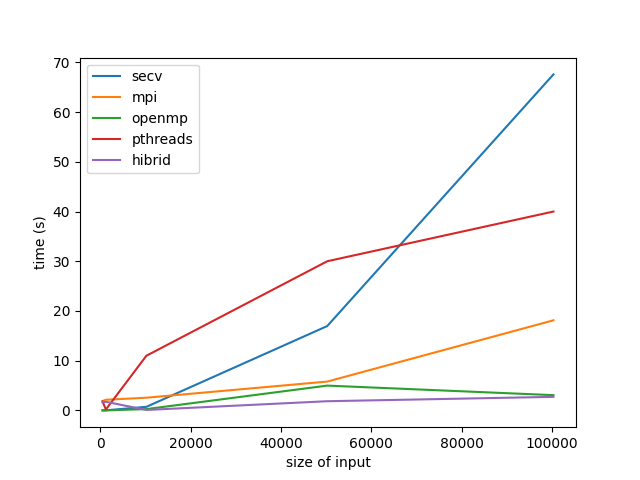 70
60
50
40
30
20
10
0
time (s)
secv
mpi
openmp
pthreads
hibrid
0 20000 40000 60000 80000 100000
size of input